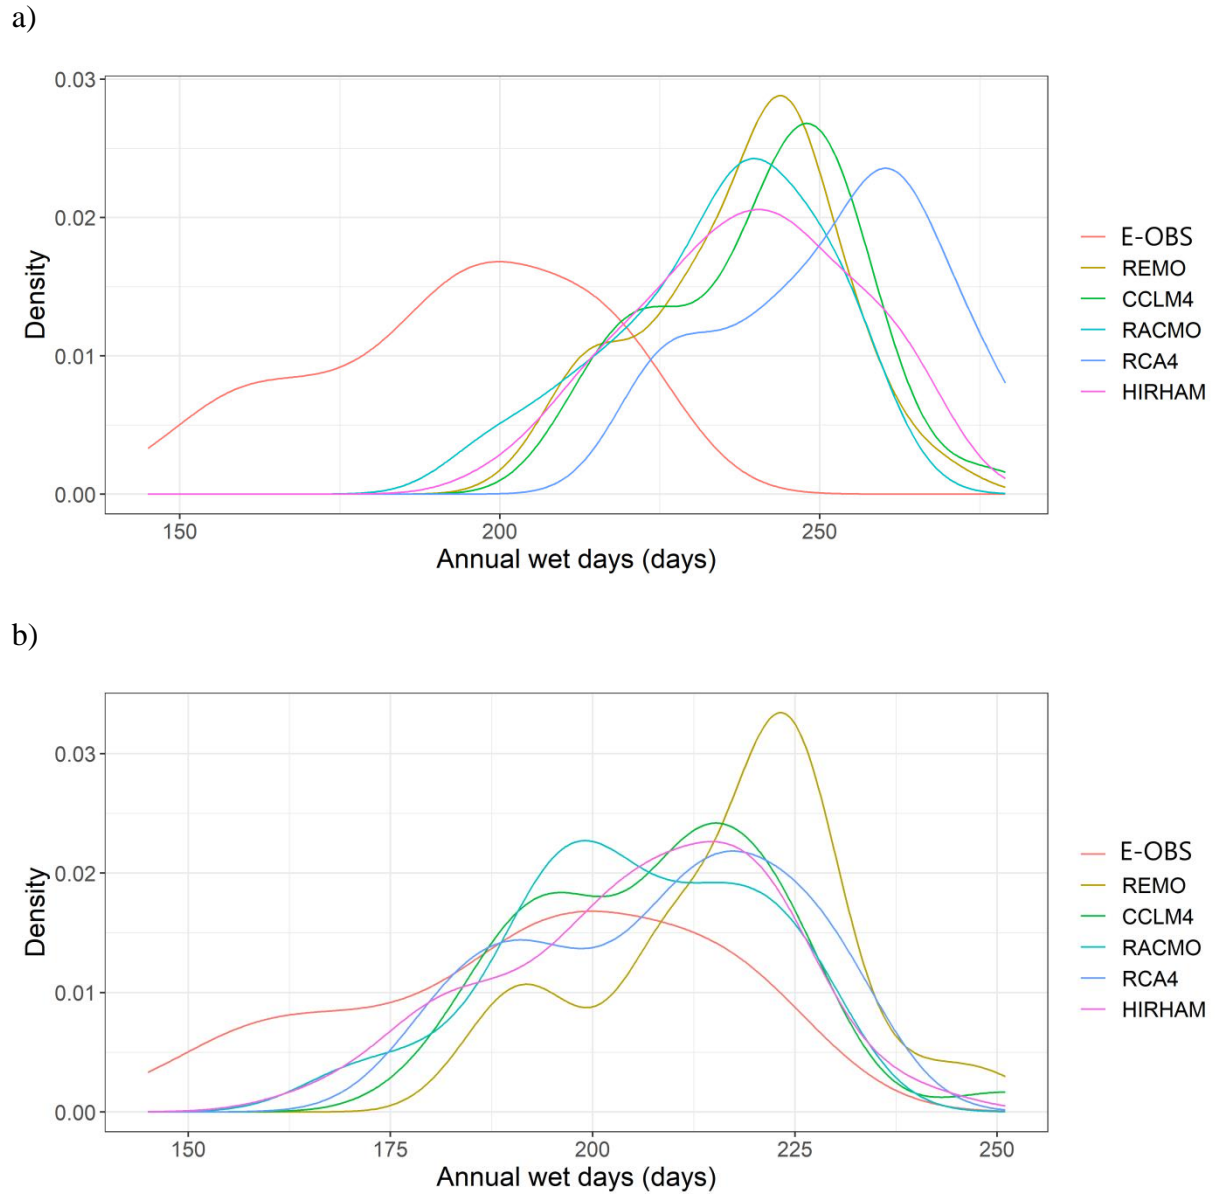 a)
0.03
0.02
0.01
0.00
Density
150
200
250
Annual wet days (days)
E-OBS
REMO
CCLM4
RACMO
RCA4
HIRHAM
b)
0.03
0.02
0.01
0.00
Density
150
175
200
225
250
Annual wet days (days)
E-OBS
REMO
CCLM4
RACMO
RCA4
HIRHAM